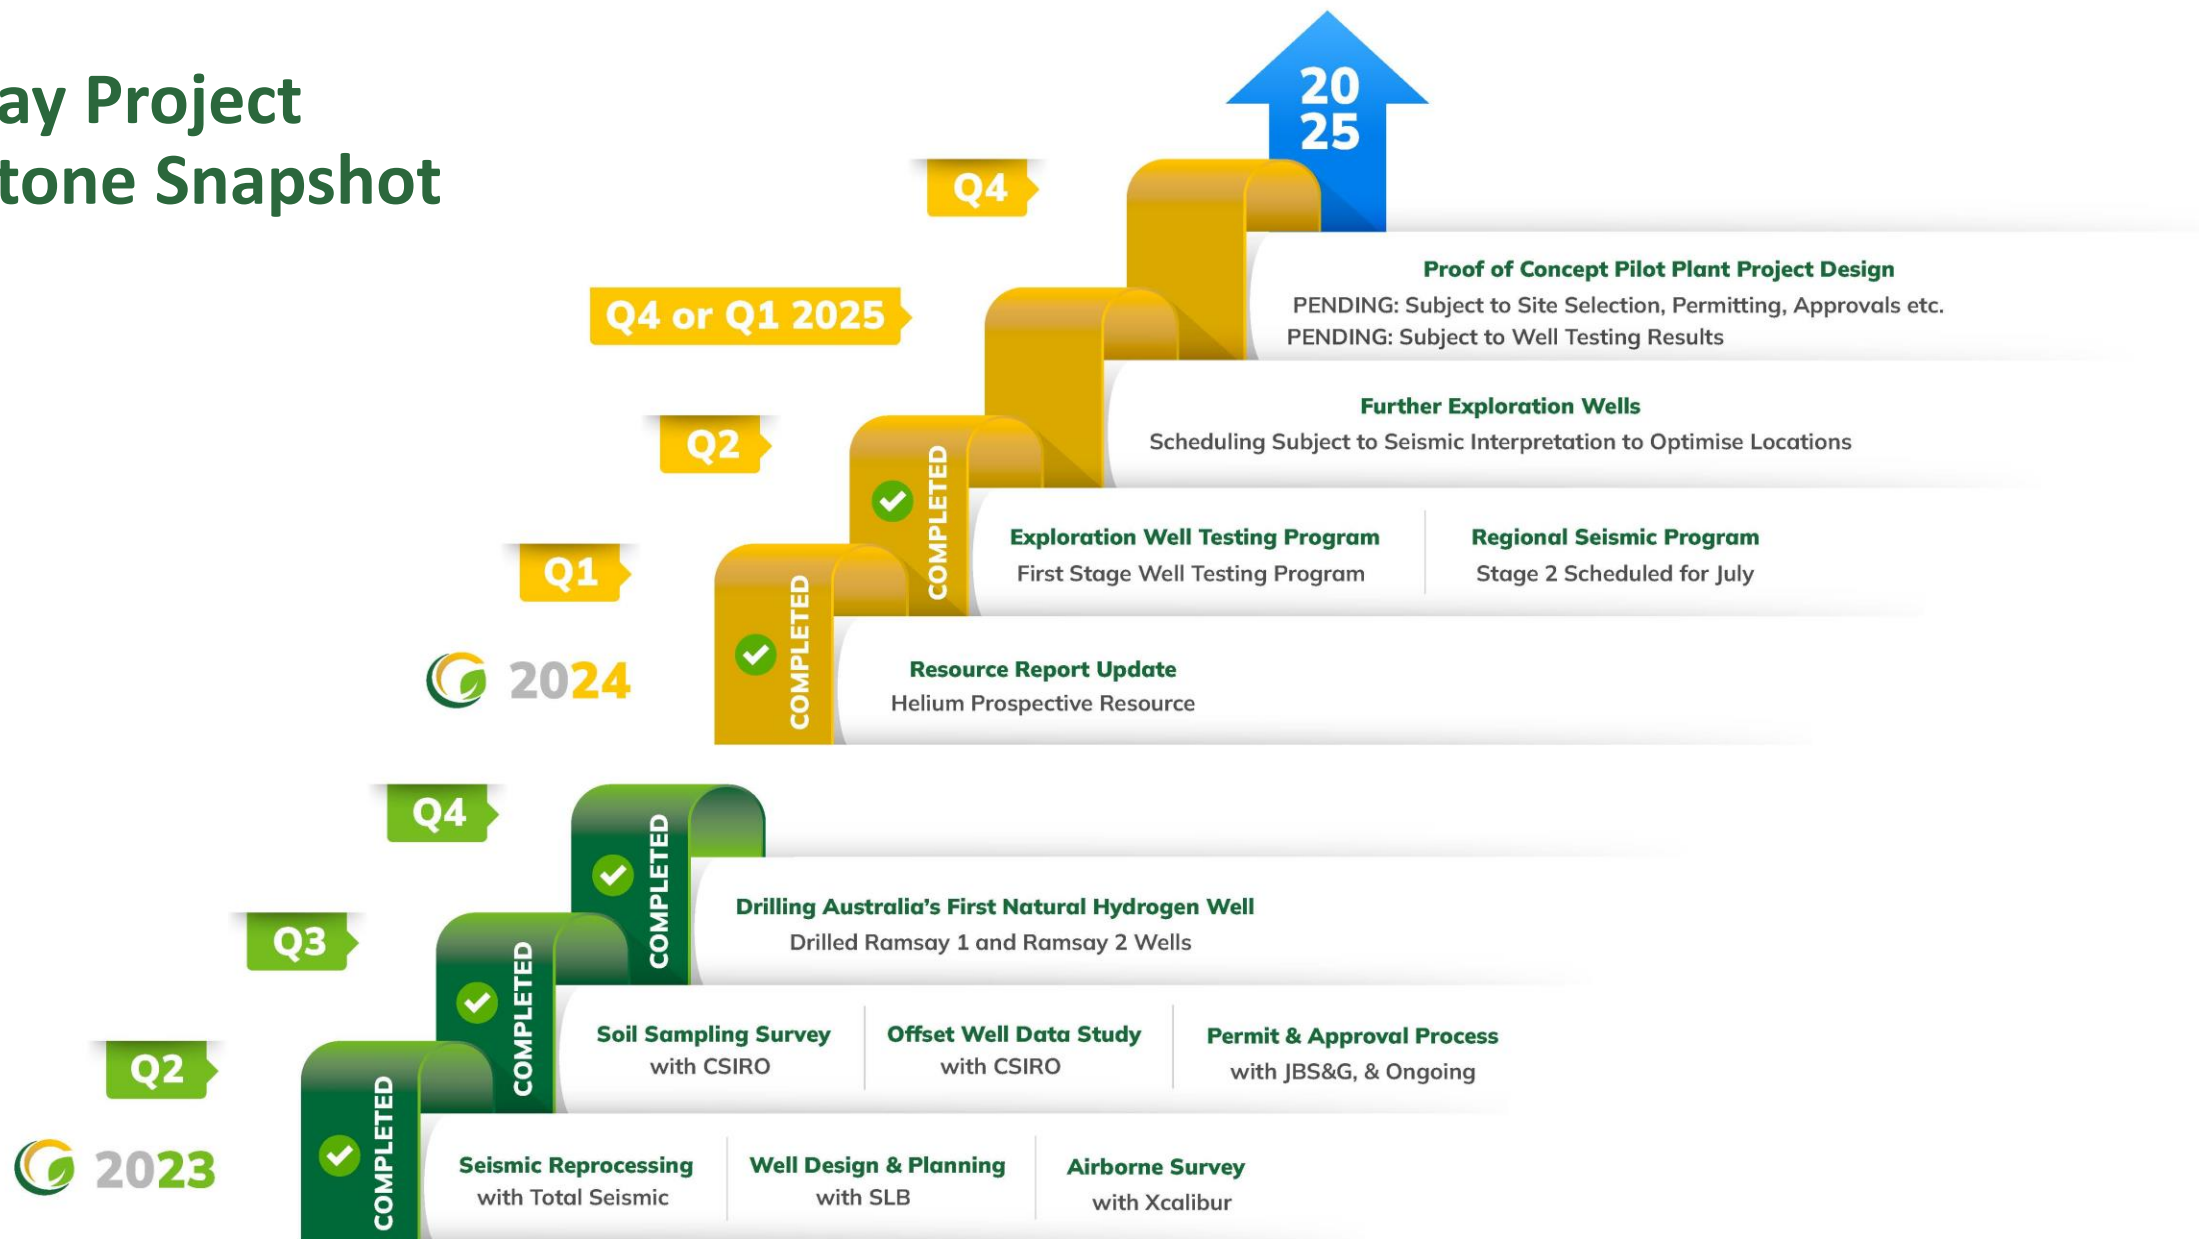 ay Project
tone Snapshot
20
25
Q4
Proof of Concept Pilot Plant Project Design
PENDING: Subject to Site Selection, Permitting, Approvals etc.
PENDING: Subject to Well Testing Results
Q4 or Q1 2025
Further Exploration Wells
Scheduling Subject to Seismic Interpretation to Optimise Locations
Q2
COMPLETED
Exploration Well Testing Program
First Stage Well Testing Program
Regional Seismic Program
Stage 2 Scheduled for July
Q1
2024
COMPLETED
Resource Report Update
Helium Prospective Resource
Q4
COMPLETED
Drilling Australia's First Natural Hydrogen Well
Drilled Ramsay 1 and Ramsay 2 Wells
Q3
COMPLETED
Soil Sampling Survey
with CSIRO
Offset Well Data Study
with CSIRO
Permit & Approval Process
with JBS&G, & Ongoing
Q2
2023
COMPLETED
Seismic Reprocessing
with Total Seismic
Well Design & Planning
with SLB
Airborne Survey
with Xcalibur